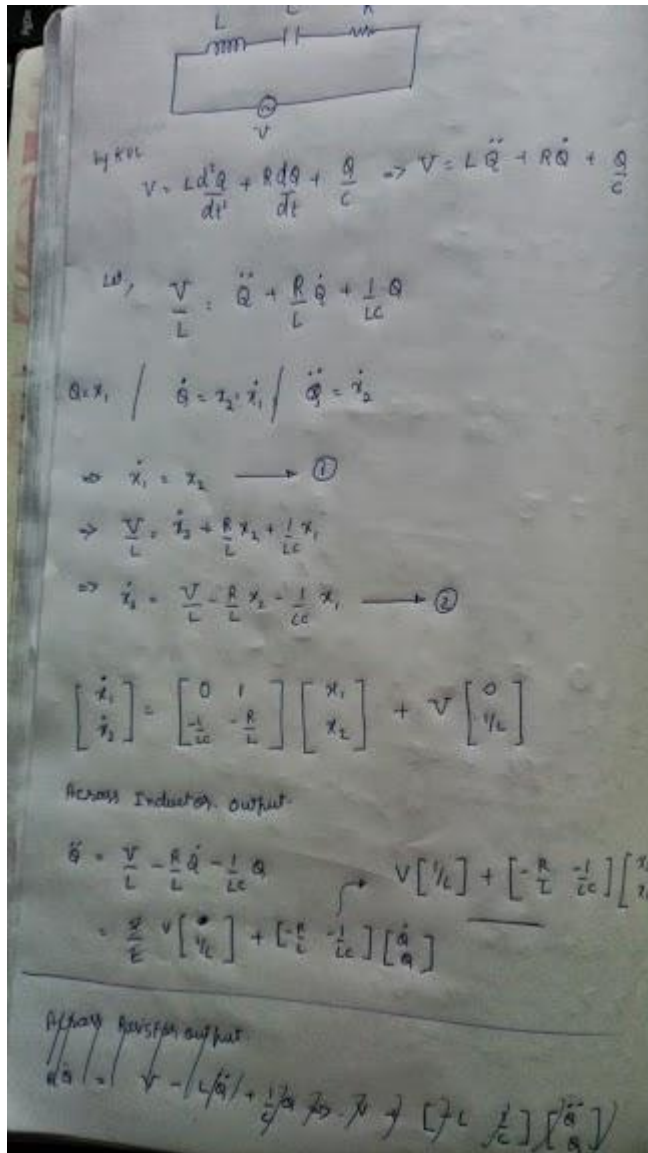 L
V
by KVL
V = L d²Q/dt² + R dQ/dt + Q/C ⇒ V = L Q̈ + R Q̇ + Q/C
Let, V/L = Q̈ + R/L Q̇ + 1/LC Q
Q = x₁ / Q̇ = x₂ = ẋ₁ / Q̈ = ẋ₂
⇒ ẋ₁ = x₂ ⟶ ①
⇒ V/L = ẋ₂ + R/L x₂ + 1/LC x₁
⇒ ẋ₂ = V/L - R/L x₂ - 1/LC x₁ ⟶ ②
[ẋ₁; ẋ₂] = [0 1; -1/LC -R/L] [x₁; x₂] + V [0; 1/L]
Across Inductor output.
Q̈ = V/L - R/L Q̇ - 1/LC Q
V [1/L] + [-R/L -1/LC]
= V [1/L] + [-R/L -1/LC] [Q̇; Q]
Across Resistor output